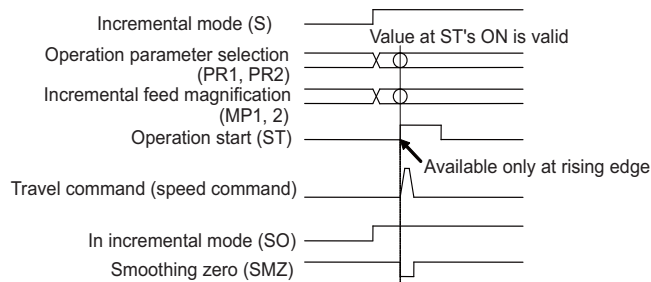 Incremental mode (S)
Value at ST's ON is valid
Operation parameter selection
(PR1, PR2)
Incremental feed magnification
(MP1, 2)
Operation start (ST)
Available only at rising edge
Travel command (speed command)
In incremental mode (SO)
Smoothing zero (SMZ)